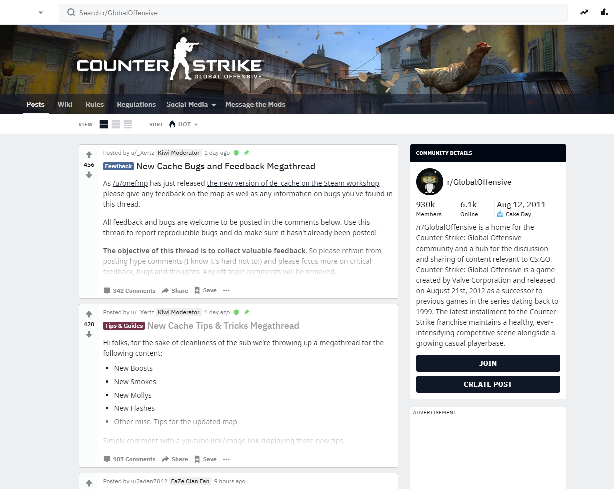 Search r/GlobalOffensive
COUNTER STRIKE
GLOBAL OFFENSIVE
Posts Wiki Rules Regulations Social Media Message the Mods
VIEW SORT HOT
Posted by u/_Xertz Kiwi Moderator 1 day ago
456
Feedback New Cache Bugs and Feedback Megathread
As /u/onefmp has just released the new version of de_cache on the Steam workshop,
please give any feedback on the map as well as any information on bugs you've found in
this thread.
All feedback and bugs are welcome to be posted in the comments below. Use this
thread to report reproducible bugs and do make sure it hasn't already been posted!
The objective of this thread is to collect valuable feedback. So please refrain from
posting hype comments (I know it's hard not to!) and please focus more on critical
feedback, bugs and thoughts. Any off topic comments will be removed.
342 Comments Share Save
Posted by u/_Xertz Kiwi Moderator 1 day ago
420
Tips & Guides New Cache Tips & Tricks Megathread
Hi folks, for the sake of cleanliness of the sub we're throwing up a megathread for the
following content:
New Boosts
New Smokes
New Mollys
New Flashes
Other misc. Tips for the updated map
Simply comment with a youtube link/image link displaying these new tips.
107 Comments Share Save
FaZe Clan Fan 9 hours ago
COMMUNITY DETAILS
r/GlobalOffensive
930k 6.1k Aug 12, 2011
Members Online Cake Day
/r/GlobalOffensive is a home for the
Counter Strike: Global Offensive
community and a hub for the discussion
and sharing of content relevant to CS:GO.
Counter Strike: Global Offensive is a game
created by Valve Corporation and released
on August 21st, 2012 as a successor to
previous games in the series dating back to
1999. The latest installment to the Counter
Strike franchise maintains a healthy, ever-
intensifying competitive scene alongside a
growing casual playerbase.
JOIN
CREATE POST
ADVERTISEMENT